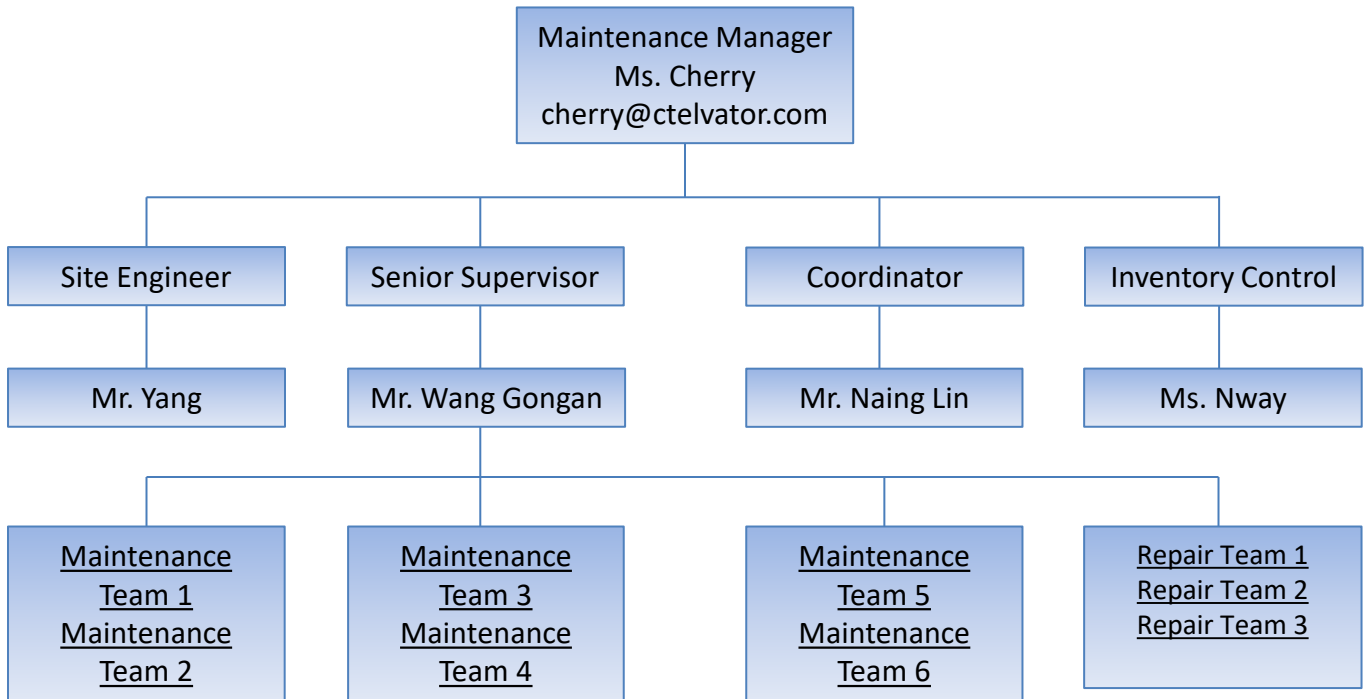 Maintenance Manager
Ms. Cherry
cherry@ctelvator.com
Site Engineer
Senior Supervisor
Coordinator
Inventory Control
Mr. Yang
Mr. Wang Gongan
Mr. Naing Lin
Ms. Nway
Maintenance
Team 1
Maintenance
Team 2
Maintenance
Team 3
Maintenance
Team 4
Maintenance
Team 5
Maintenance
Team 6
Repair Team 1
Repair Team 2
Repair Team 3